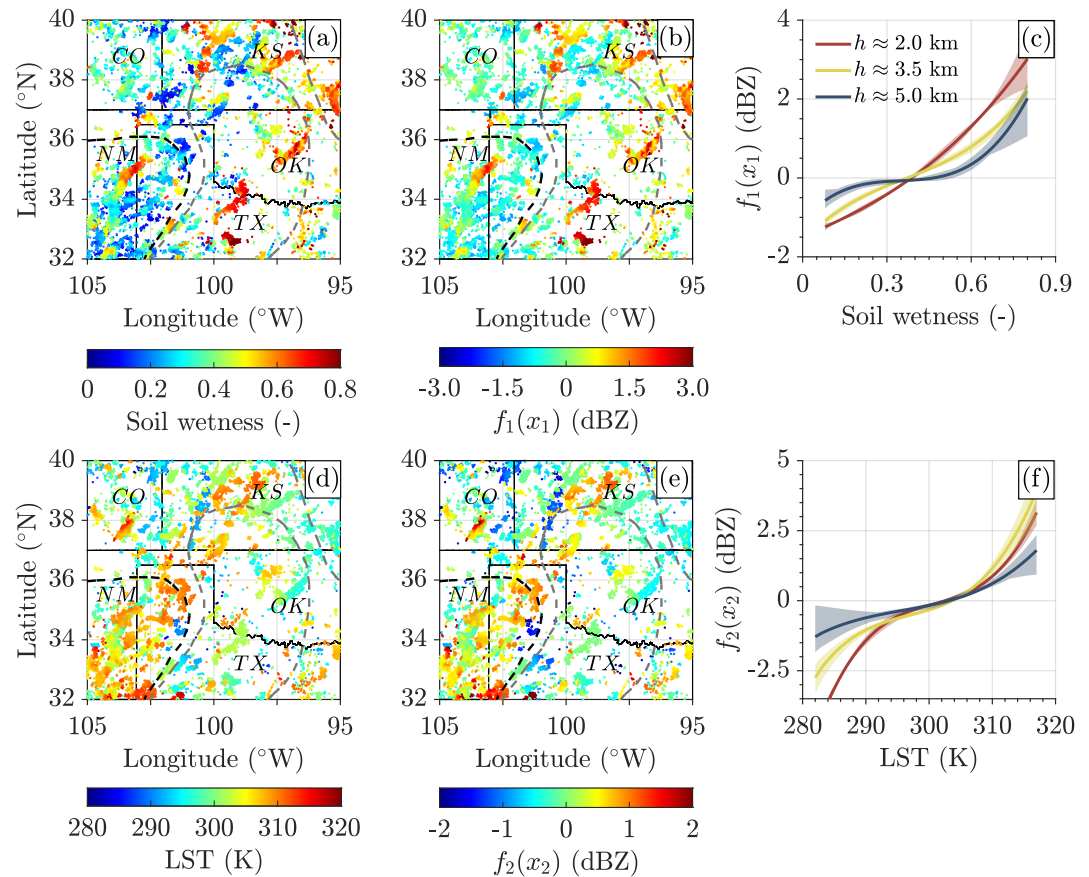 40
38
36
34
32
Latitude (°N)
(a)
CO
KS
NM
OK
TX
105
100
95
Longitude (°W)
0
0.2
0.4
0.6
0.8
Soil wetness (-)
40
38
36
34
32
(b)
CO
KS
NM
OK
TX
105
100
95
Longitude (°W)
-3.0
-1.5
0
1.5
3.0
f1(x1) (dBZ)
(c)
h ≈ 2.0 km
h ≈ 3.5 km
h ≈ 5.0 km
4
2
0
-2
f1(x1) (dBZ)
0
0.3
0.6
0.9
Soil wetness (-)
40
38
36
34
32
Latitude (°N)
(d)
CO
KS
NM
OK
TX
105
100
95
Longitude (°W)
280
290
300
310
320
LST (K)
40
38
36
34
32
(e)
CO
KS
NM
OK
TX
105
100
95
Longitude (°W)
-2
-1
0
1
2
f2(x2) (dBZ)
(f)
5
2.5
0
-2.5
f2(x2) (dBZ)
280
290
300
310
320
LST (K)